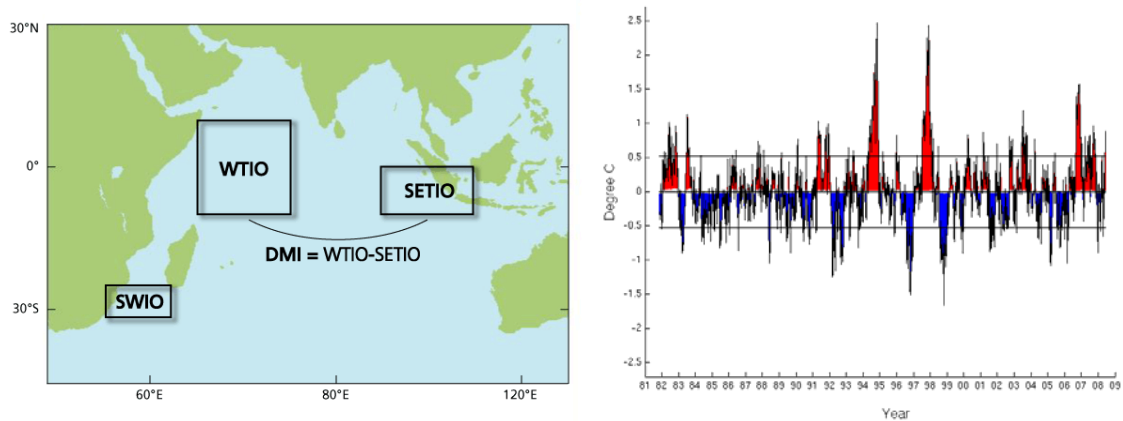 30°N
0°
30°S
WTIO
SETIO
DMI = WTIO-SETIO
SWIO
60°E 80°E 120°E
2.5
2
1.5
1
0.5
0
-0.5
-1
-1.5
-2
-2.5
Degree C
81 82 83 84 85 86 87 88 89 90 91 92 93 94 95 96 97 98 99 00 01 02 03 04 05 06 07 08 09
Year